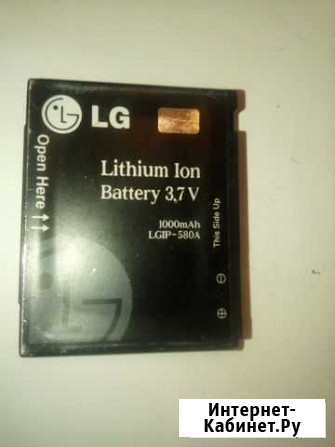 LG
Open Here ↑↑
Lithium Ion
Battery 3,7 V
1000mAh
LGIP-580A
This Side Up
Интернет-
Кабинет.Ру